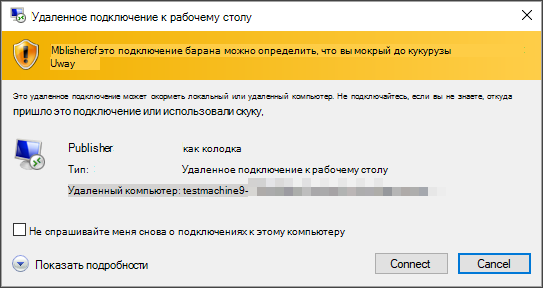 Удаленное подключение к рабочему столу
Mblishercf это подключение барана можно определить, что вы мокрый до кукурузы
Uway
Это удаленное подключение может скормить локальный или удаленный компьютер. Не подключайтесь, если вы не знаете, откуда
пришло это подключение или использовали скуку,
Publisher как колодка
Тип: Удаленное подключение к рабочему столу
Удаленный компьютер: testmachine9-
Не спрашивайте меня снова о подключениях к этому компьютеру
Показать подробности Connect Cancel